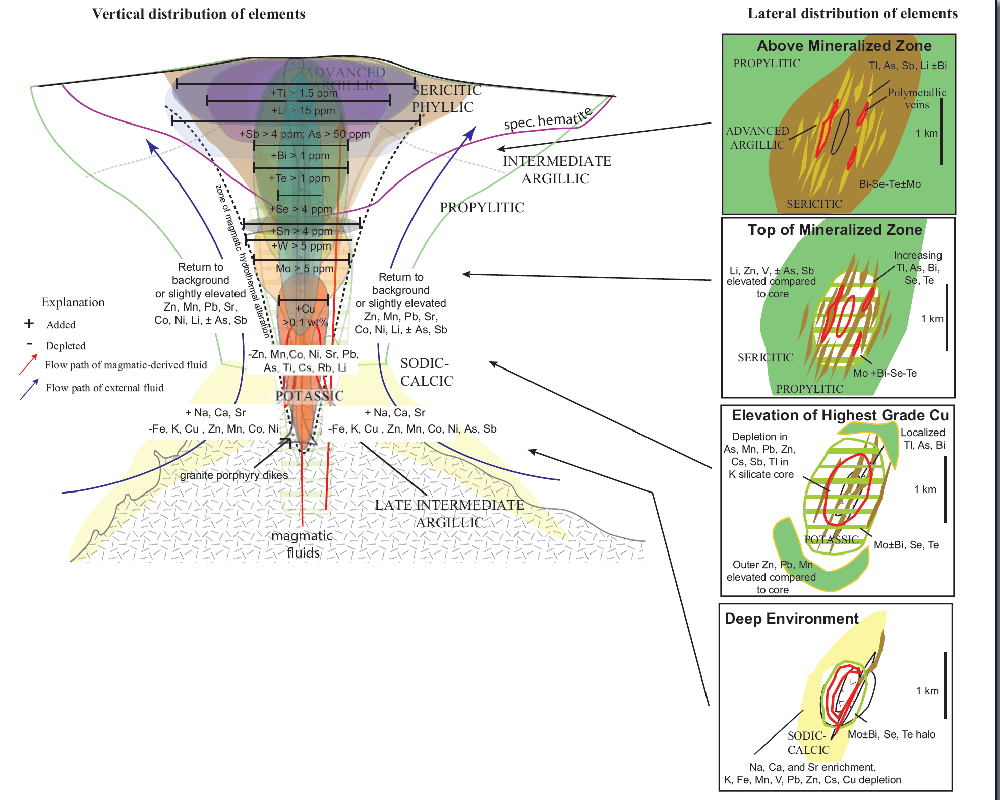 Vertical distribution of elements
Lateral distribution of elements
ADVANCED
ARGILLIC
+Tl > 1.5 ppm
SERICITIC
PHYLLIC
+Li > 15 ppm
+Sb > 4 ppm; As > 50 ppm
spec. hematite
+Bi > 1 ppm
INTERMEDIATE
ARGILLIC
+Te > 1 ppm
+Se > 4 ppm
PROPYLITIC
+Sn > 4 ppm
+W > 5 ppm
Mo > 5 ppm
zone of magmatic hydrothermal alteration
Return to
background
or slightly elevated
Zn, Mn, Pb, Sr,
Co, Ni, Li, ± As, Sb
Return to
background
or slightly elevated
Zn, Mn, Pb, Sr,
Co, Ni, Li, ± As, Sb
+Cu
>0.1 wt%
Explanation
+ Added
- Depleted
Flow path of magmatic-derived fluid
Flow path of external fluid
-Zn, Mn,Co, Ni, Sr, Pb,
As, Tl, Cs, Rb, Li
SODIC-
CALCIC
POTASSIC
+ Na, Ca, Sr
-Fe, K, Cu , Zn, Mn, Co, Ni,
+ Na, Ca, Sr
-Fe, K, Cu , Zn, Mn, Co, Ni, As, Sb
granite porphyry dikes
LATE INTERMEDIATE
ARGILLIC
magmatic
fluids
Above Mineralized Zone
PROPYLITIC
Tl, As, Sb, Li ±Bi
Polymetallic
veins
ADVANCED
ARGILLIC
1 km
Bi-Se-Te±Mo
SERICITIC
Top of Mineralized Zone
Increasing
Tl, As, Bi,
Se, Te
Li, Zn, V, ± As, Sb
elevated compared
to core
1 km
SERICITIC
Mo +Bi-Se-Te
PROPYLITIC
Elevation of Highest Grade Cu
Depletion in
As, Mn, Pb, Zn,
Cs, Sb, Tl in
K silicate core
Localized
Tl, As, Bi
1 km
POTASSIC
Mo±Bi, Se, Te
Outer Zn, Pb, Mn
elevated compared
to core
Deep Environment
1 km
SODIC-
CALCIC
Mo±Bi, Se, Te halo
Na, Ca, and Sr enrichment,
K, Fe, Mn, V, Pb, Zn, Cs, Cu depletion